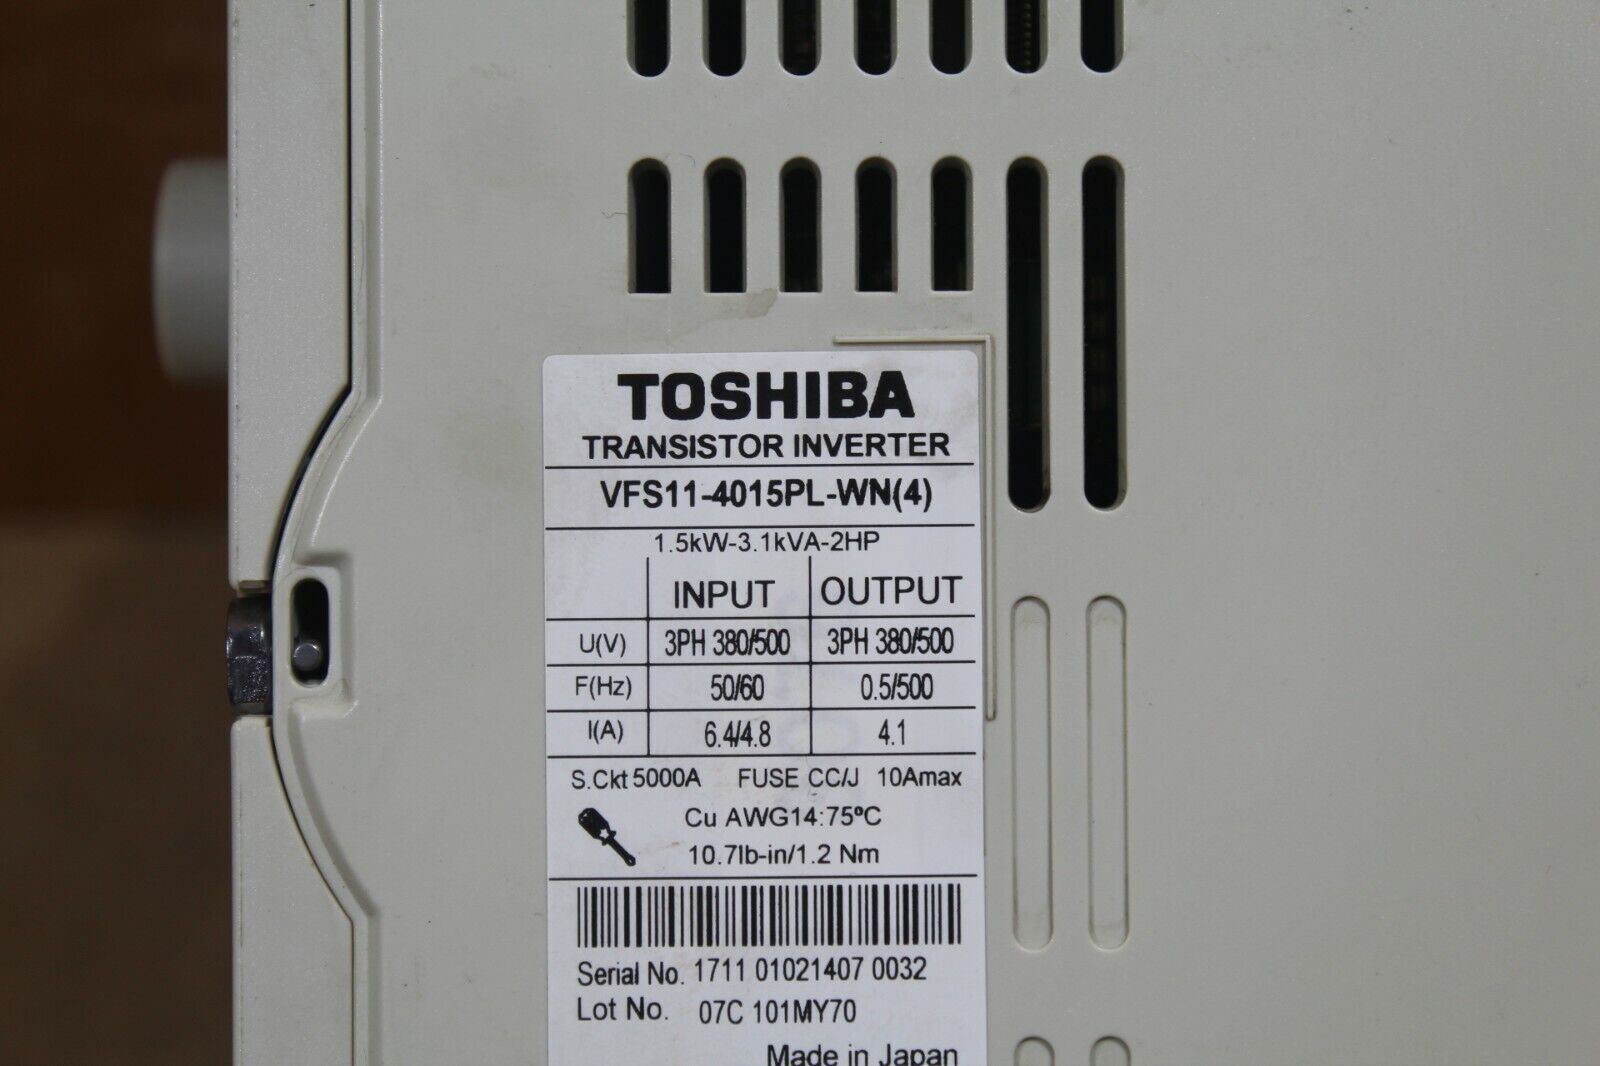 TOSHIBA
TRANSISTOR INVERTER
VFS11-4015PL-WN(4)
1.5kW-3.1kVA-2HP
INPUT OUTPUT
U(V) 3PH 380/500 3PH 380/500
F(Hz) 50/60 0.5/500
I(A) 6.4/4.8 4.1
S.Ckt 5000A FUSE CC/J 10Amax
Cu AWG14:75ºC
10.7lb-in/1.2 Nm
Serial No. 1711 01021407 0032
Lot No. 07C 101MY70
Made in Japan